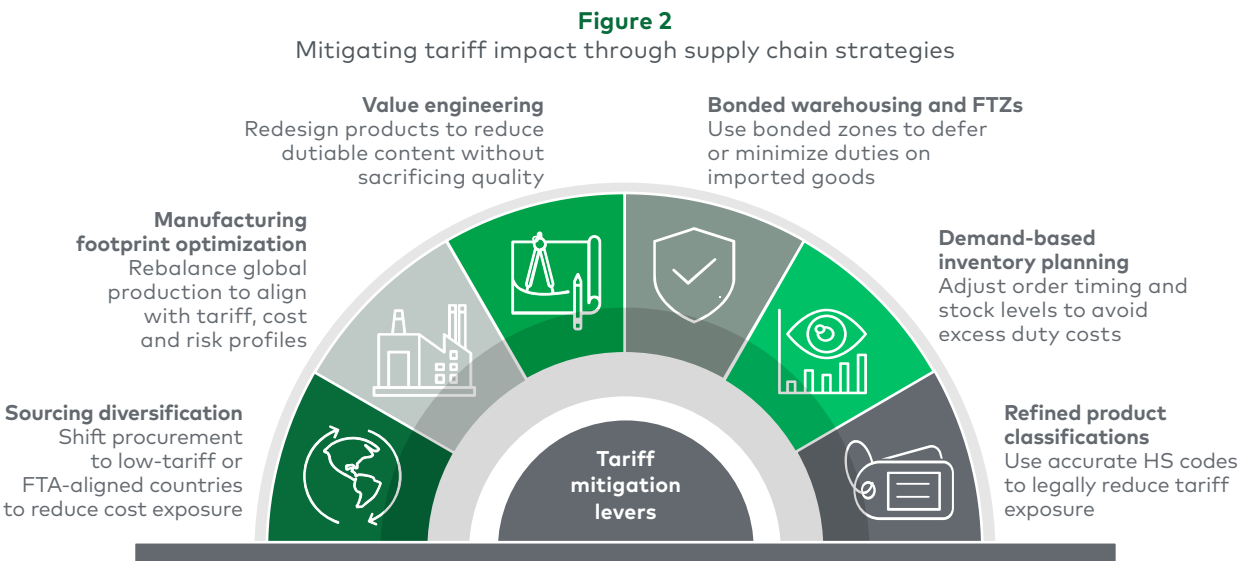 Figure 2
Mitigating tariff impact through supply chain strategies
Value engineering
Redesign products to reduce
dutiable content without
sacrificing quality
Bonded warehousing and FTZs
Use bonded zones to defer
or minimize duties on
imported goods
Manufacturing
footprint optimization
Rebalance global
production to align
with tariff, cost
and risk profiles
Demand-based
inventory planning
Adjust order timing and
stock levels to avoid
excess duty costs
Sourcing diversification
Shift procurement
to low-tariff or
FTA-aligned countries
to reduce cost exposure
Refined product
classifications
Use accurate HS codes
to legally reduce tariff
exposure
Tariff
mitigation
levers